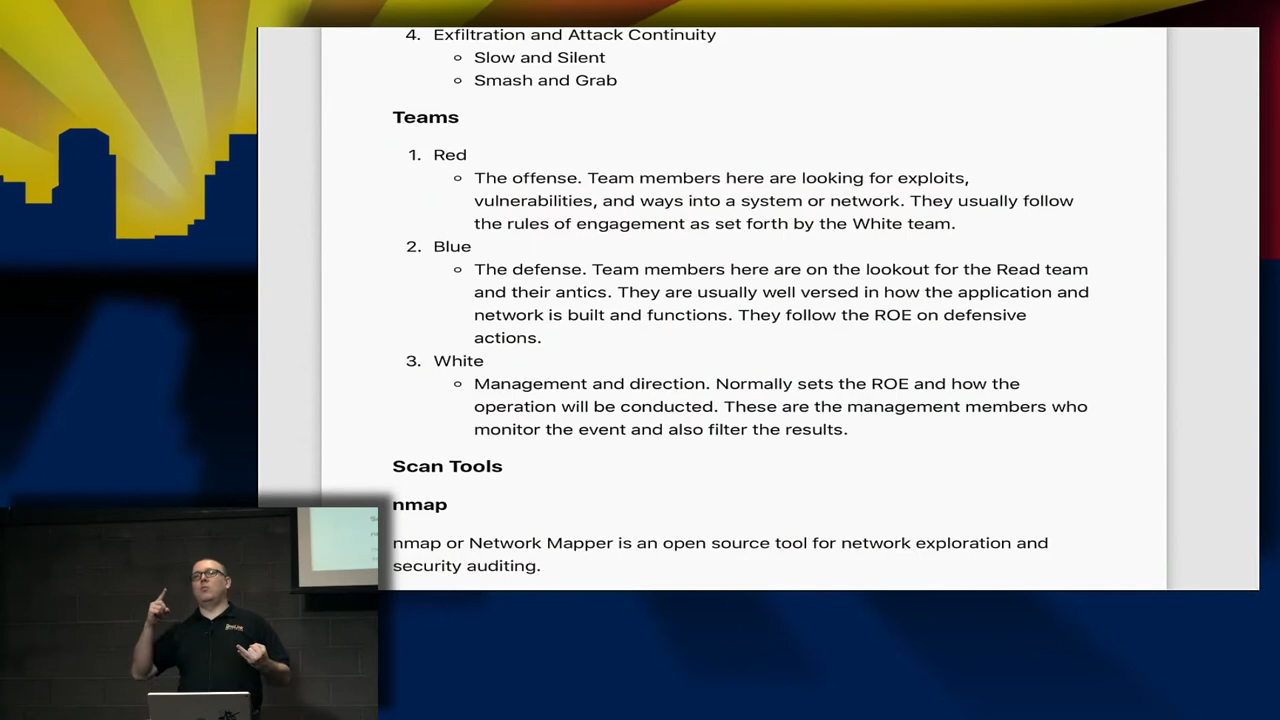 4. Exfiltration and Attack Continuity
Slow and Silent
Smash and Grab
Teams
1. Red
The offense. Team members here are looking for exploits,
vulnerabilities, and ways into a system or network. They usually follow
the rules of engagement as set forth by the White team.
2. Blue
The defense. Team members here are on the lookout for the Read team
and their antics. They are usually well versed in how the application and
network is built and functions. They follow the ROE on defensive
actions.
3. White
Management and direction. Normally sets the ROE and how the
operation will be conducted. These are the management members who
monitor the event and also filter the results.
Scan Tools
nmap
nmap or Network Mapper is an open source tool for network exploration and
security auditing.